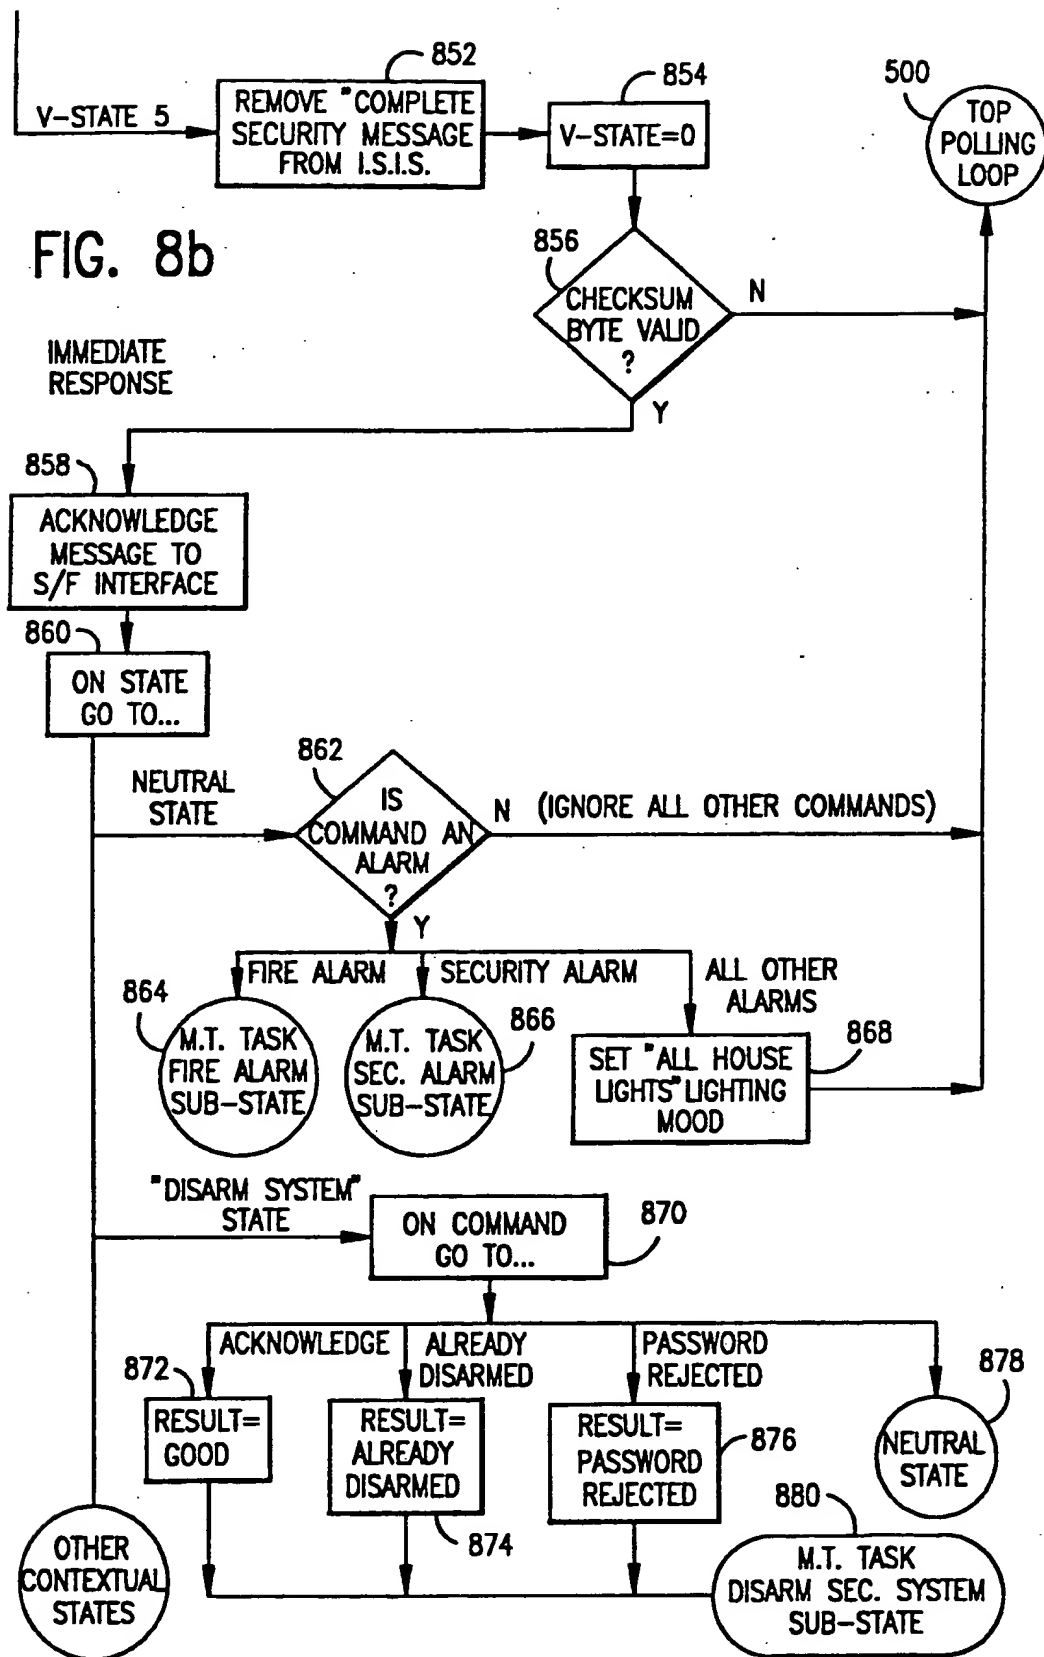 852
854
500
V-STATE 5
REMOVE "COMPLETE
SECURITY MESSAGE
FROM I.S.I.S.
V-STATE=0
TOP
POLLING
LOOP
FIG. 8b
856
CHECKSUM
BYTE VALID
?
N
Y
IMMEDIATE
RESPONSE
858
ACKNOWLEDGE
MESSAGE TO
S/F INTERFACE
860
ON STATE
GO TO...
862
NEUTRAL
STATE
IS
COMMAND AN
ALARM
?
N
(IGNORE ALL OTHER COMMANDS)
Y
FIRE ALARM
SECURITY ALARM
ALL OTHER
ALARMS
864
M.T. TASK
FIRE ALARM
SUB-STATE
866
M.T. TASK
SEC. ALARM
SUB-STATE
868
SET "ALL HOUSE
LIGHTS" LIGHTING
MOOD
"DISARM SYSTEM"
STATE
870
ON COMMAND
GO TO...
ACKNOWLEDGE
ALREADY
DISARMED
PASSWORD
REJECTED
872
RESULT=
GOOD
RESULT=
ALREADY
DISARMED
874
RESULT=
PASSWORD
REJECTED
876
878
NEUTRAL
STATE
880
M.T. TASK
DISARM SEC. SYSTEM
SUB-STATE
OTHER
CONTEXTUAL
STATES